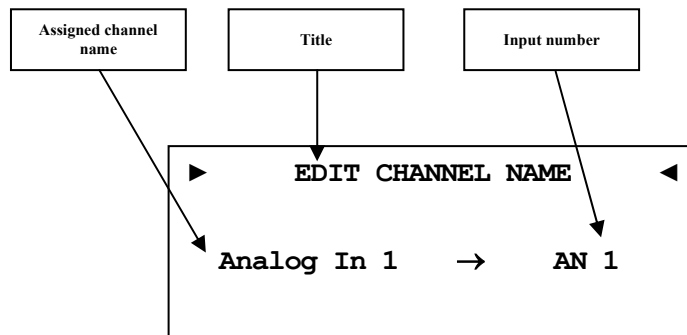 Assigned channel
name
Title
Input number
► EDIT CHANNEL NAME ◄
Analog In 1 → AN 1